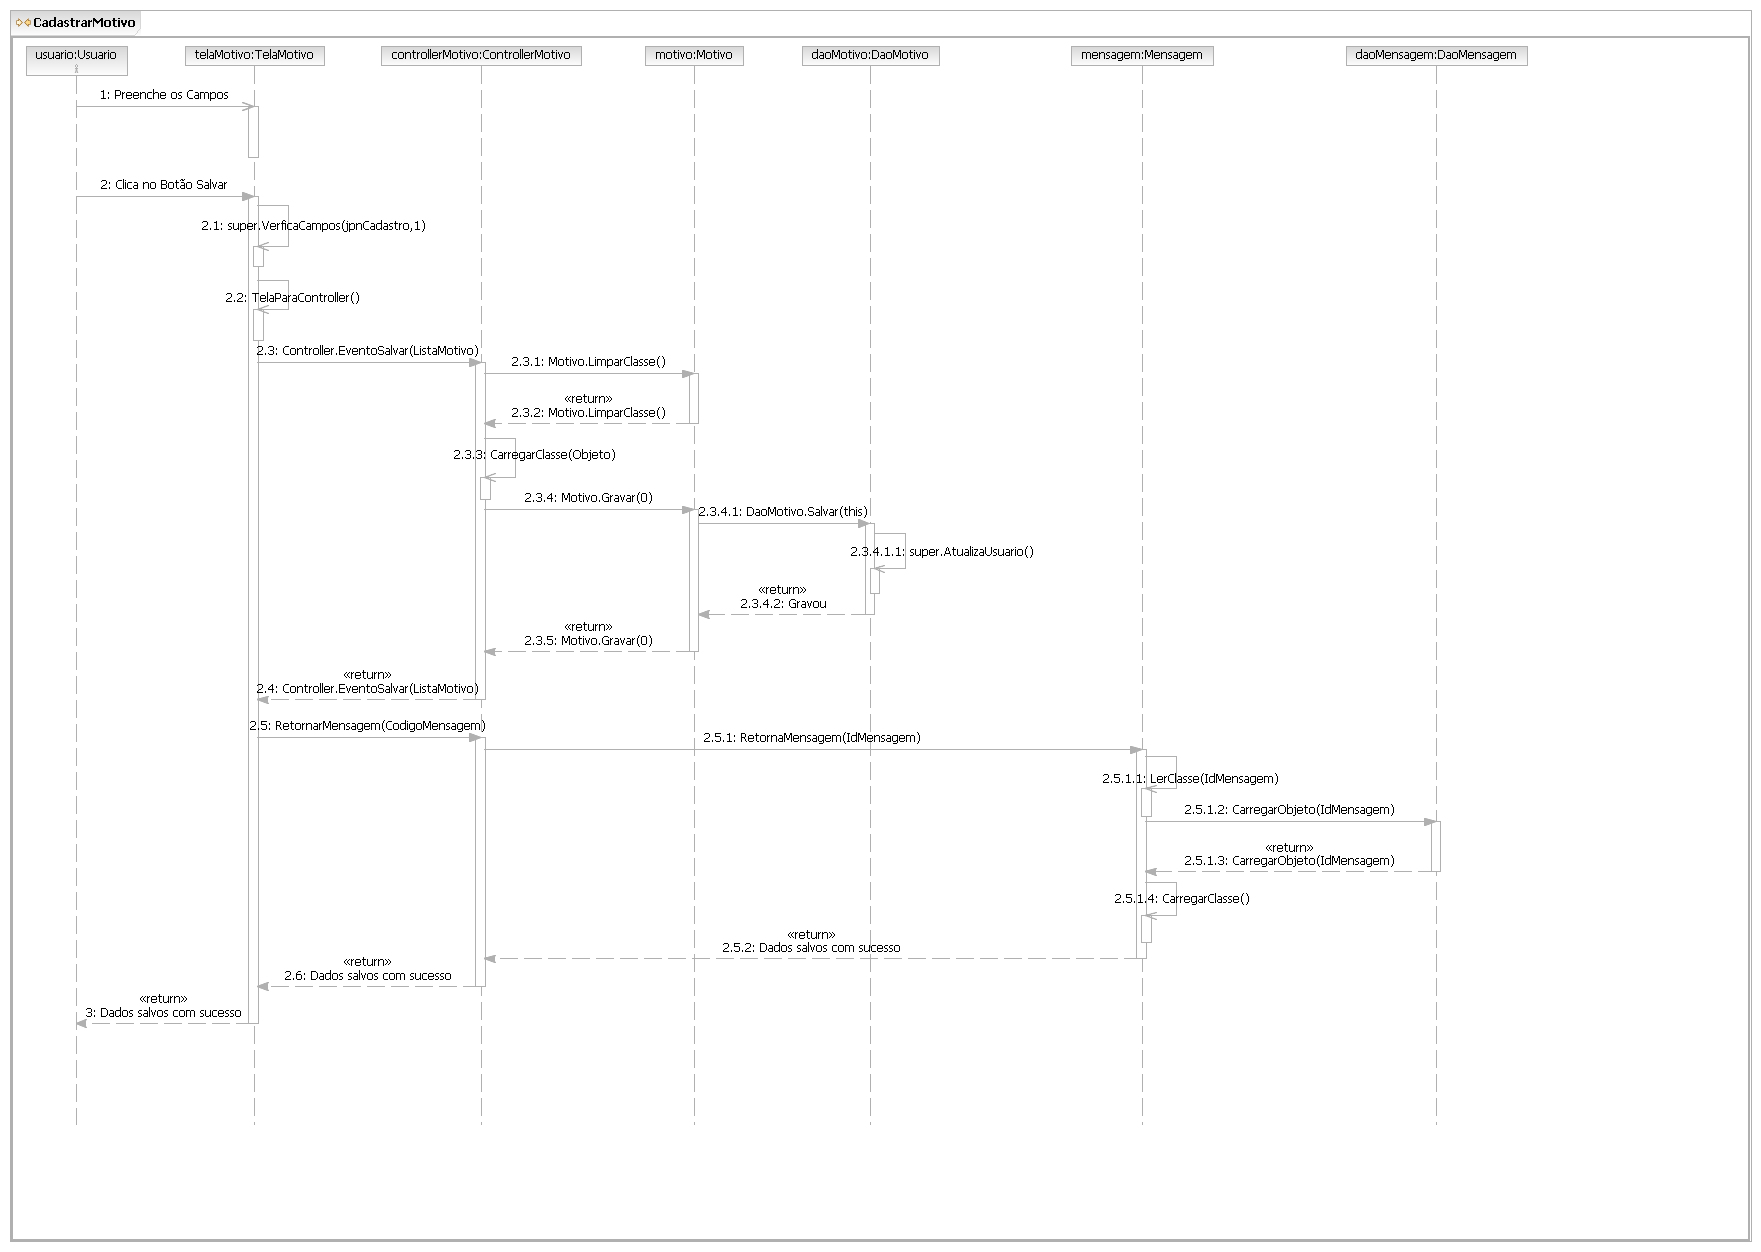 CadastrarMotivo
usuario:Usuario
telaMotivo:TelaMotivo
controllerMotivo:ControllerMotivo
motivo:Motivo
daoMotivo:DaoMotivo
mensagem:Mensagem
daoMensagem:DaoMensagem
1: Preenche os Campos
2: Clica no Botão Salvar
2.1: super.VerficaCampos(jpnCadastro,1)
2.2: TelaParaController()
2.3: Controller.EventoSalvar(ListaMotivo)
2.3.1: Motivo.LimparClasse()
«return»
2.3.2: Motivo.LimparClasse()
2.3.3: CarregarClasse(Objeto)
2.3.4: Motivo.Gravar(0)
2.3.4.1: DaoMotivo.Salvar(this)
2.3.4.1.1: super.AtualizaUsuario()
«return»
2.3.4.2: Gravou
«return»
2.3.5: Motivo.Gravar(0)
«return»
2.4: Controller.EventoSalvar(ListaMotivo)
2.5: RetornarMensagem(CodigoMensagem)
2.5.1: RetornaMensagem(IdMensagem)
2.5.1.1: LerClasse(IdMensagem)
2.5.1.2: CarregarObjeto(IdMensagem)
«return»
2.5.1.3: CarregarObjeto(IdMensagem)
2.5.1.4: CarregarClasse()
«return»
2.5.2: Dados salvos com sucesso
«return»
2.6: Dados salvos com sucesso
«return»
3: Dados salvos com sucesso